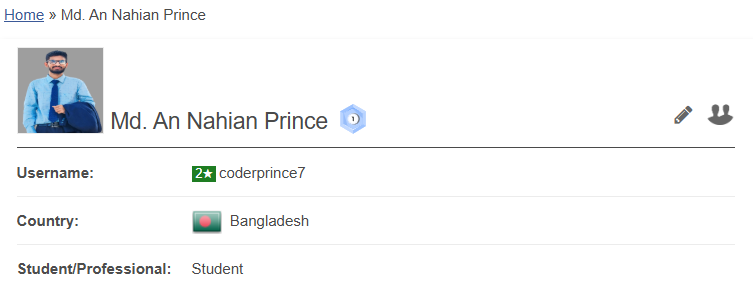 Home » Md. An Nahian Prince
Md. An Nahian Prince 1
Username: 2★ coderprince7
Country: Bangladesh
Student/Professional: Student